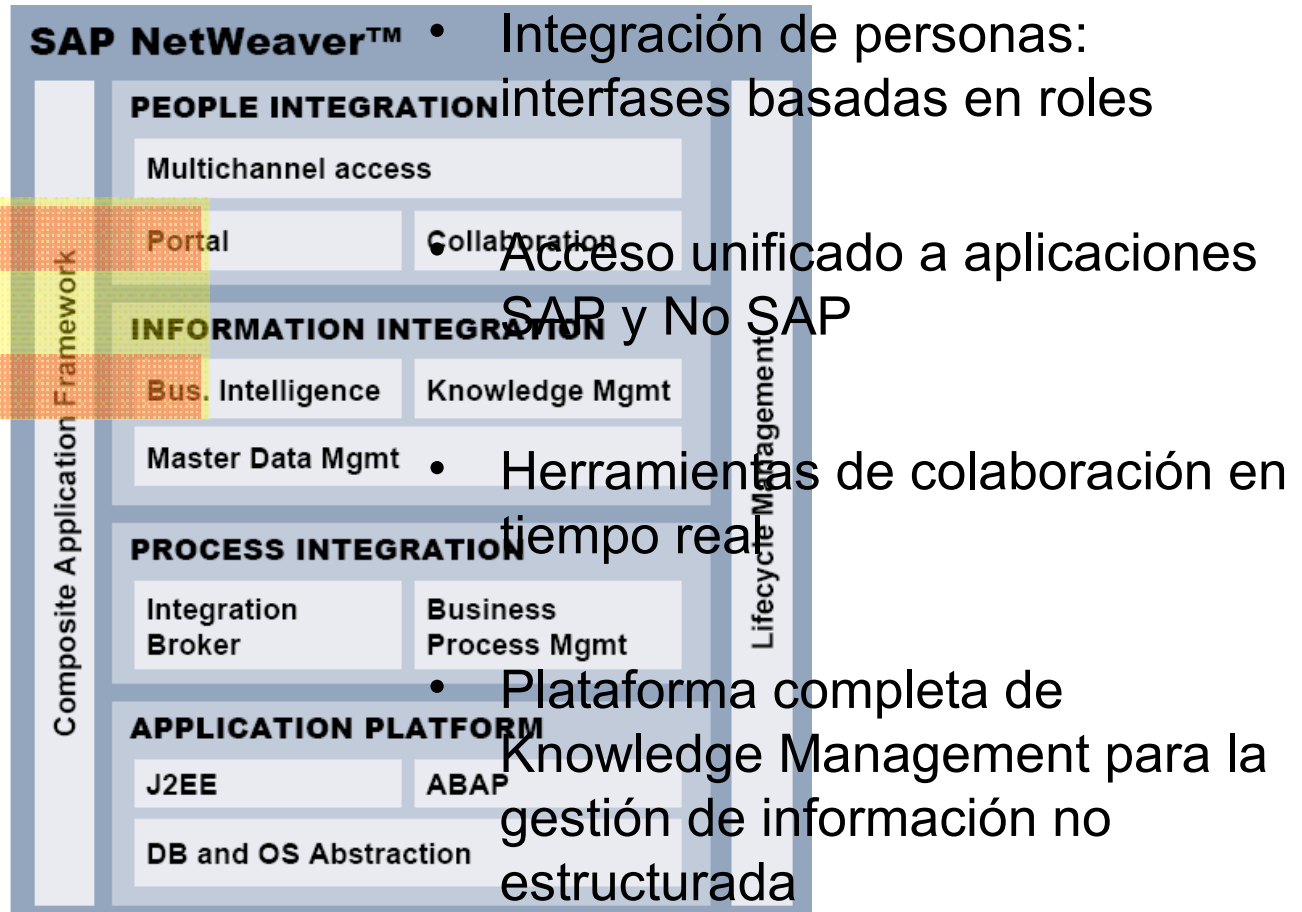 SAP NetWeaver™
PEOPLE INTEGRATION
Multichannel access
Portal
Collaboration
INFORMATION INTEGRATION
Bus. Intelligence
Knowledge Mgmt
Master Data Mgmt
PROCESS INTEGRATION
Integration
Broker
Business
Process Mgmt
APPLICATION PLATFORM
J2EE
ABAP
DB and OS Abstraction
Composite Application Framework
Lifecycle Management
• Integración de personas:
interfases basadas en roles
• Acceso unificado a aplicaciones
SAP y No SAP
• Herramientas de colaboración en
tiempo real
• Plataforma completa de
Knowledge Management para la
gestión de información no
estructurada